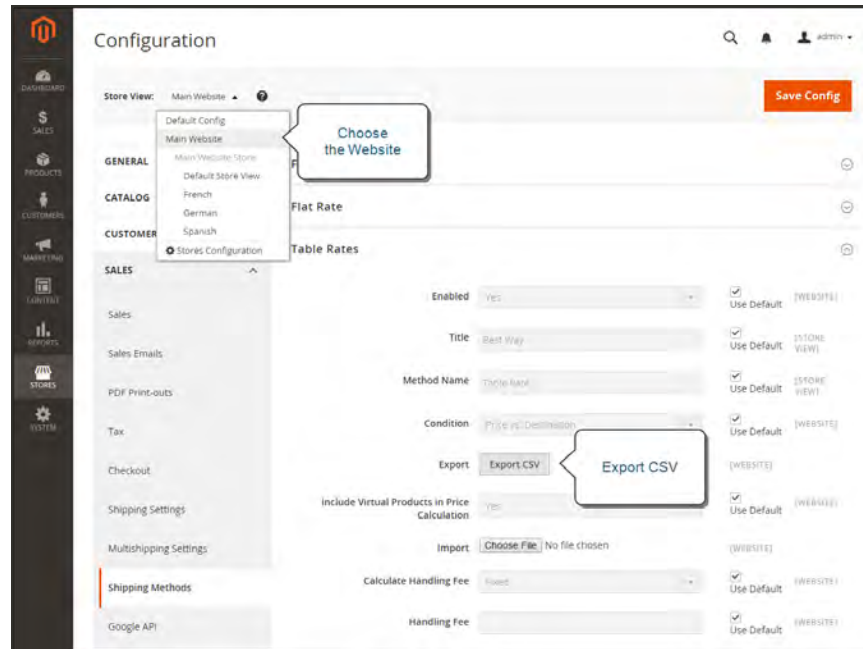 Configuration
admin
DASHBOARD
Store View: Main Website
Save Config
Default Config
Main Website
Main Website Store
Default Store View
French
German
Spanish
Stores Configuration
Choose
the Website
SALES
PRODUCTS
CUSTOMERS
MARKETING
CONTENT
REPORTS
STORES
SYSTEM
GENERAL
F
CATALOG
Flat Rate
CUSTOMER
Table Rates
SALES
Sales
Sales Emails
PDF Print-outs
Tax
Checkout
Shipping Settings
Multishipping Settings
Shipping Methods
Google API
Enabled Yes Use Default [WEBSITE]
Title Best Way Use Default [STORE
VIEW]
Method Name Table Rate Use Default [STORE
VIEW]
Condition Price vs. Destination Use Default [WEBSITE]
Export Export CSV [WEBSITE]
Export CSV
Include Virtual Products in Price
Calculation Yes Use Default [WEBSITE]
Import Choose File No file chosen [WEBSITE]
Calculate Handling Fee Fixed Use Default [WEBSITE]
Handling Fee Use Default [WEBSITE]